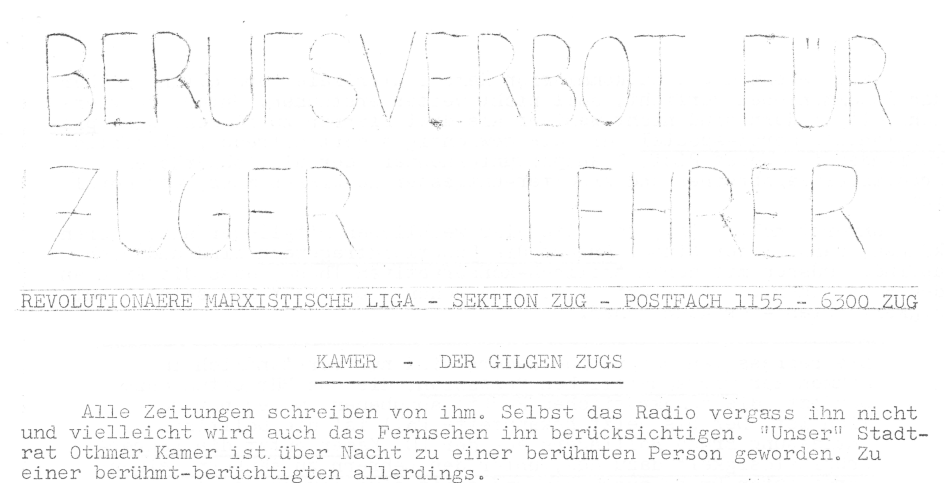 BERUFSVERBOT FÜR
ZUGER LEHRER
REVOLUTIONAERE MARXISTISCHE LIGA - SEKTION ZUG - POSTFACH 1155 - 6300 ZUG
KAMER - DER GILGEN ZUGS
Alle Zeitungen schreiben von ihm. Selbst das Radio vergass ihn nicht
und vielleicht wird auch das Fernsehen ihn berücksichtigen. "Unser" Stadt-
rat Othmar Kamer ist über Nacht zu einer berühmten Person geworden. Zu
einer berühmt-berüchtigten allerdings.